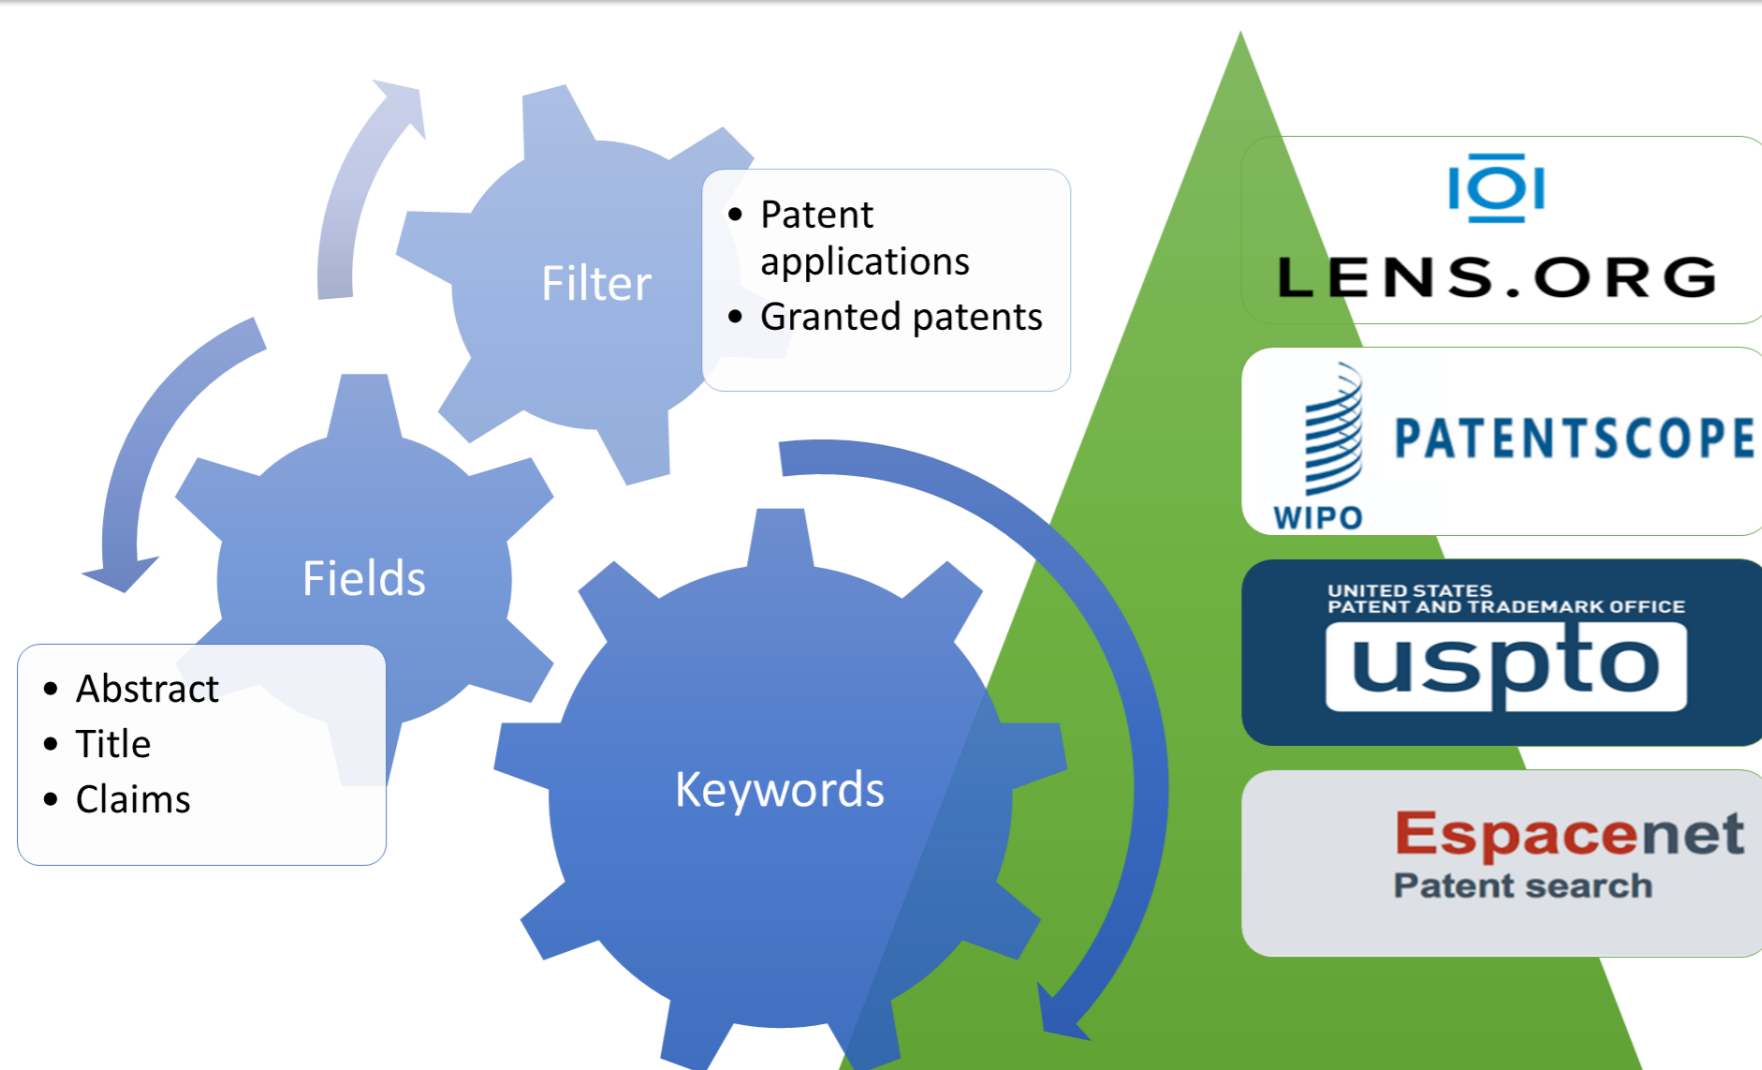 Filter
• Patent
applications
• Granted patents
Fields
• Abstract
• Title
• Claims
Keywords
LENS.ORG
WIPO
PATENTSCOPE
UNITED STATES
PATENT AND TRADEMARK OFFICE
uspto
Espacenet
Patent search